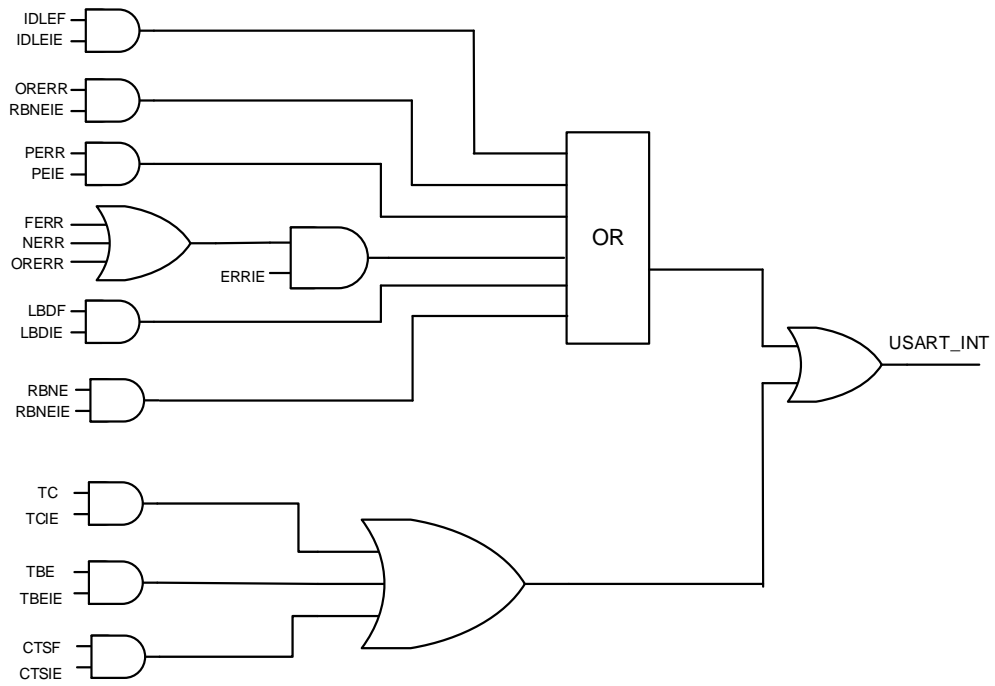 IDLEF
IDLEIE
ORERR
RBNEIE
PERR
PEIE
FERR
NERR
ORERR
ERRIE
LBDF
LBDIE
RBNE
RBNEIE
OR
USART_INT
TC
TCIE
TBE
TBEIE
CTSF
CTSIE